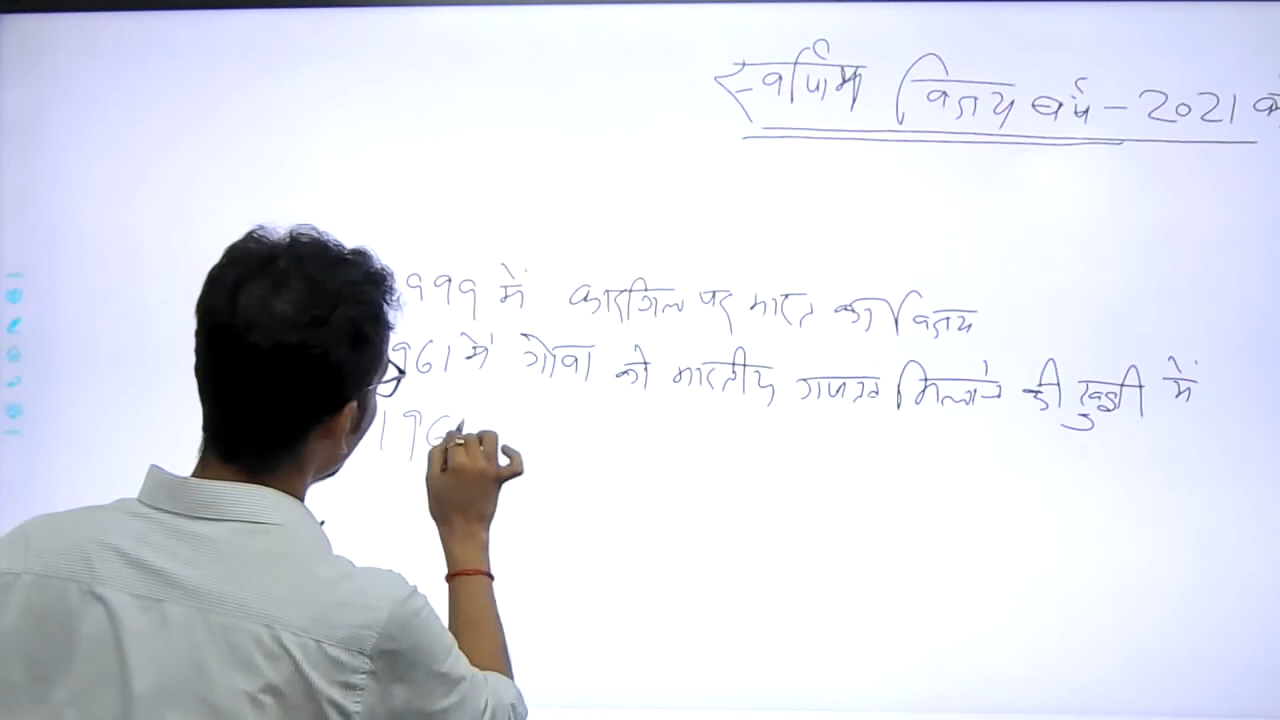 स्वर्णिम विजय वर्ष - 2021 के
999 में कारगिल पर भारत की विजय
961 में गोवा को भारतीय में मिलाने की खुशी में
196